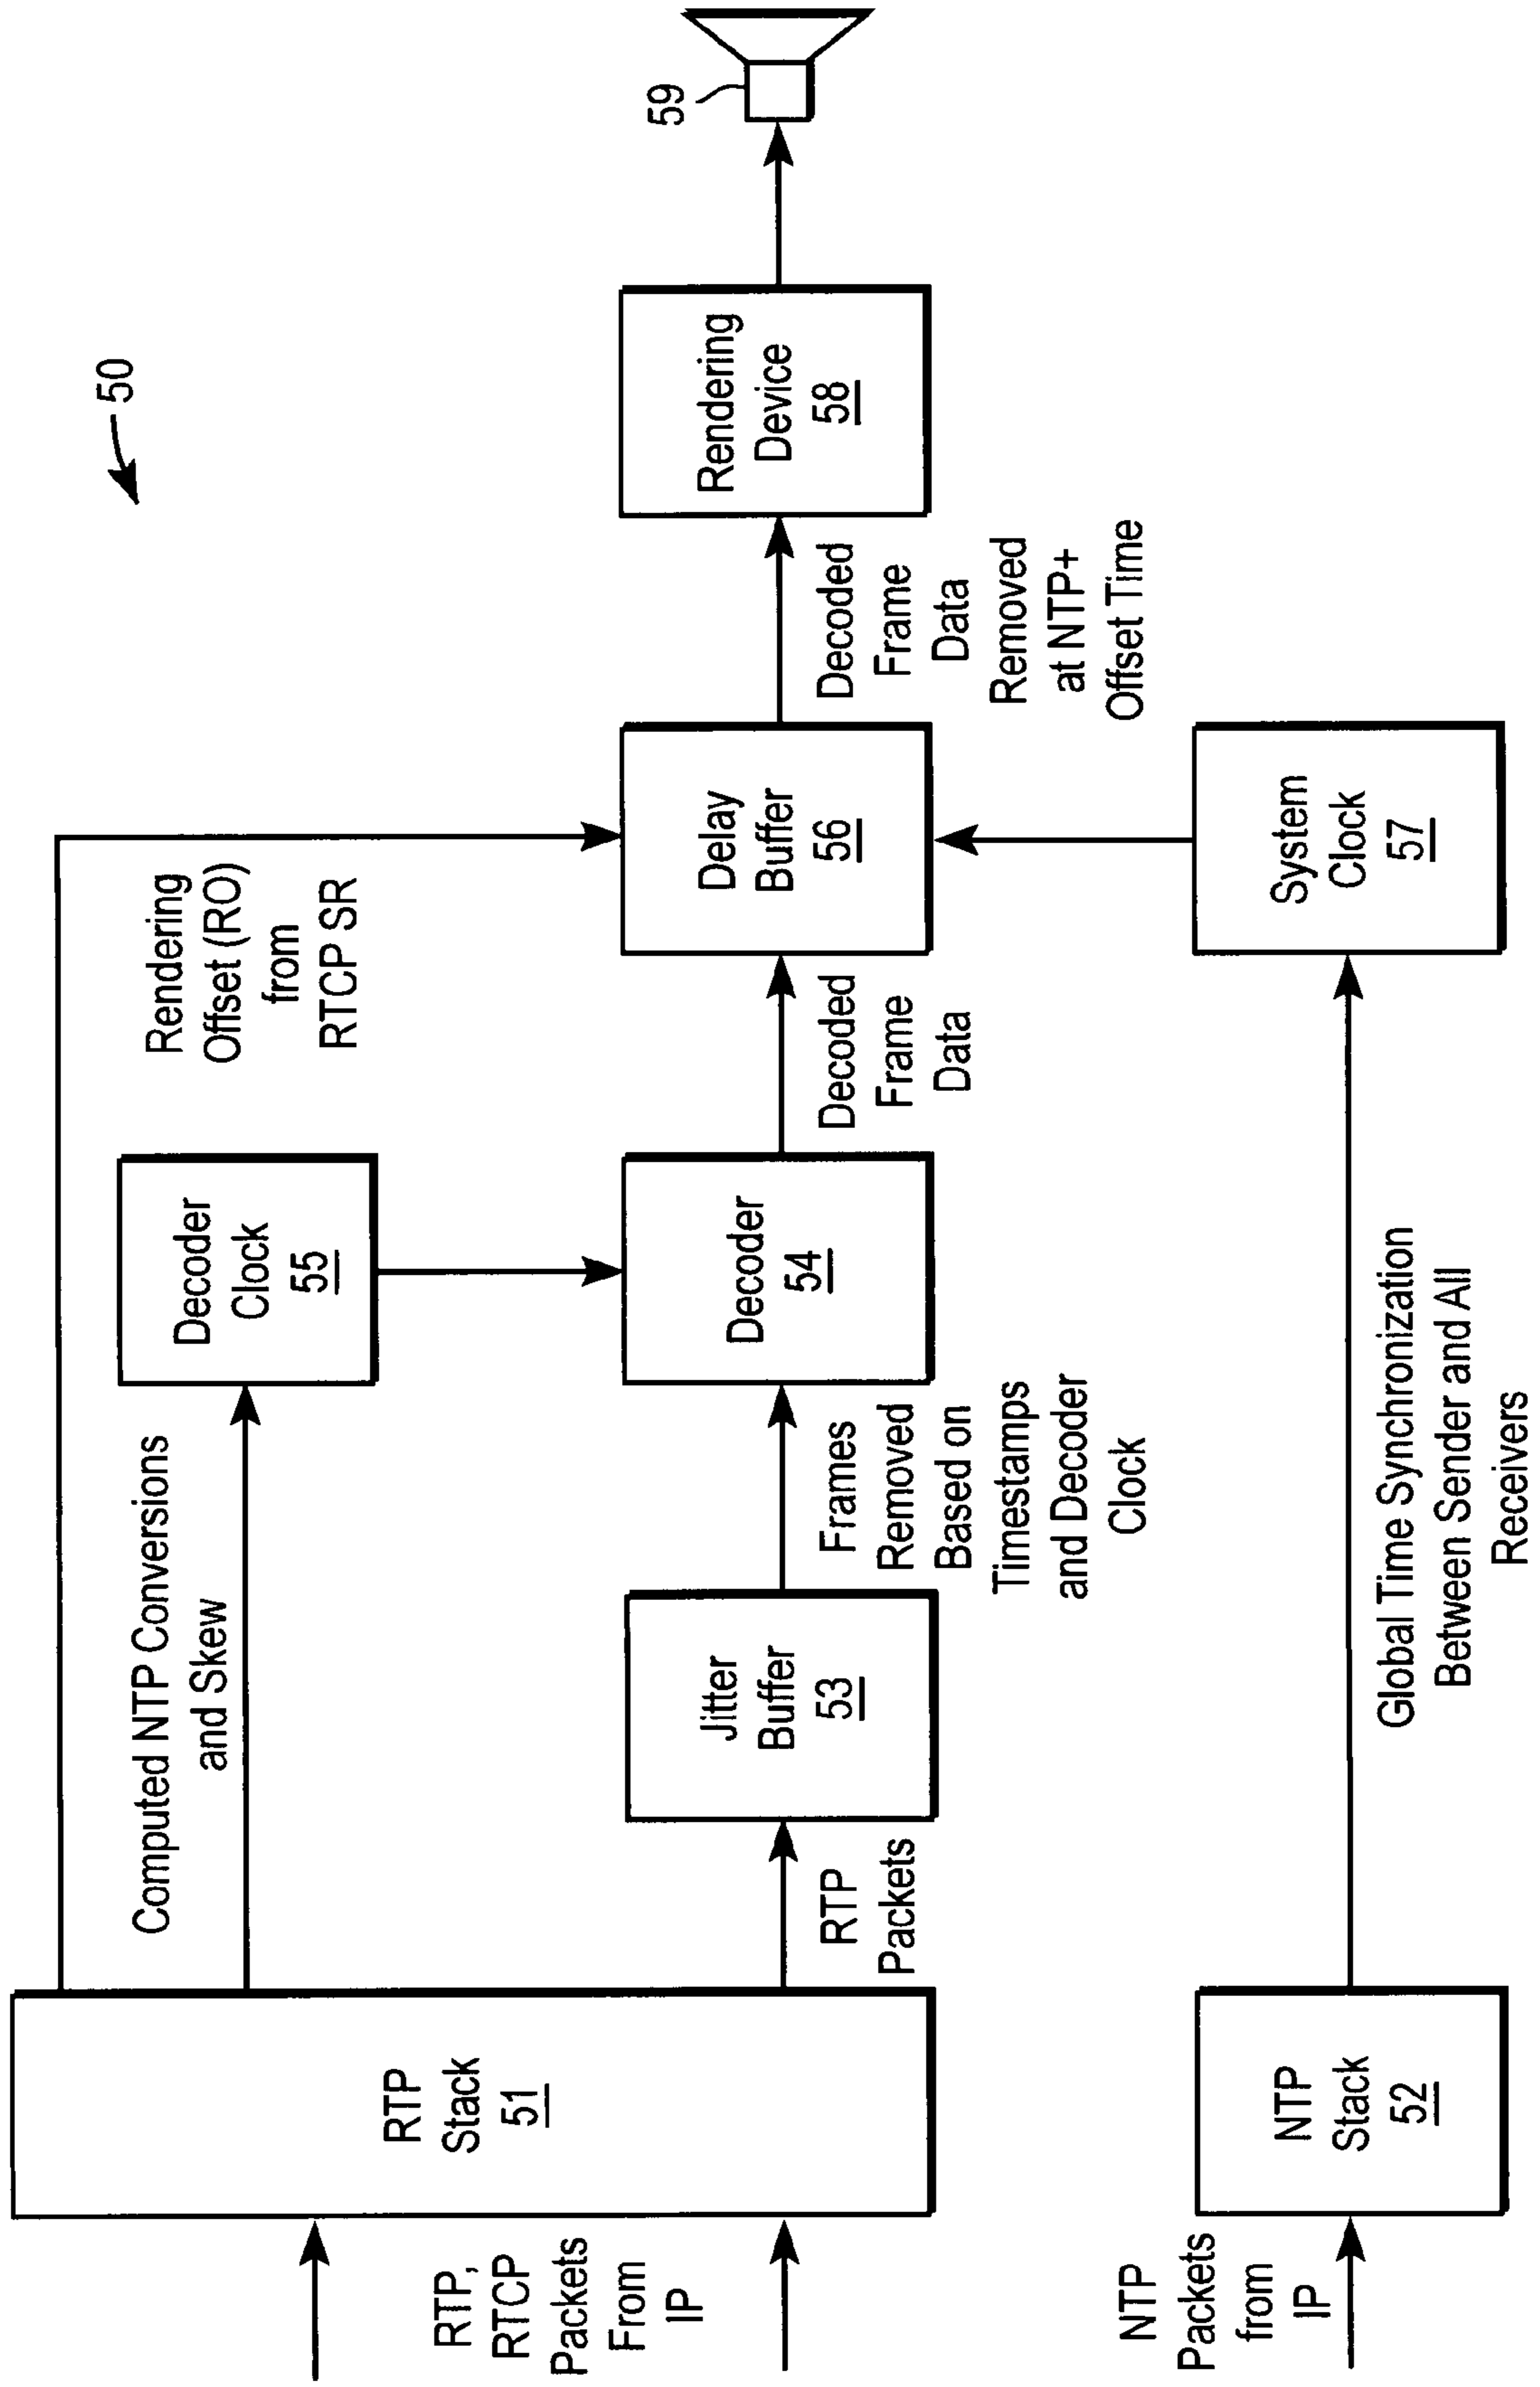 50
RTP,
RTCP
Packets
From
IP
RTP
Stack
51
Computed NTP Conversions
and Skew
Rendering
Offset (RO)
from
RTCP SR
Decoder
Clock
55
RTP
Packets
Jitter
Buffer
53
Frames
Removed
Based on
Timestamps
and Decoder
Clock
Decoder
54
Decoded
Frame
Data
Delay
Buffer
56
Decoded
Frame
Data
Removed
at NTP+
Offset Time
Rendering
Device
58
59
NTP
Packets
from
IP
NTP
Stack
52
Global Time Synchronization
Between Sender and All
Receivers
System
Clock
57